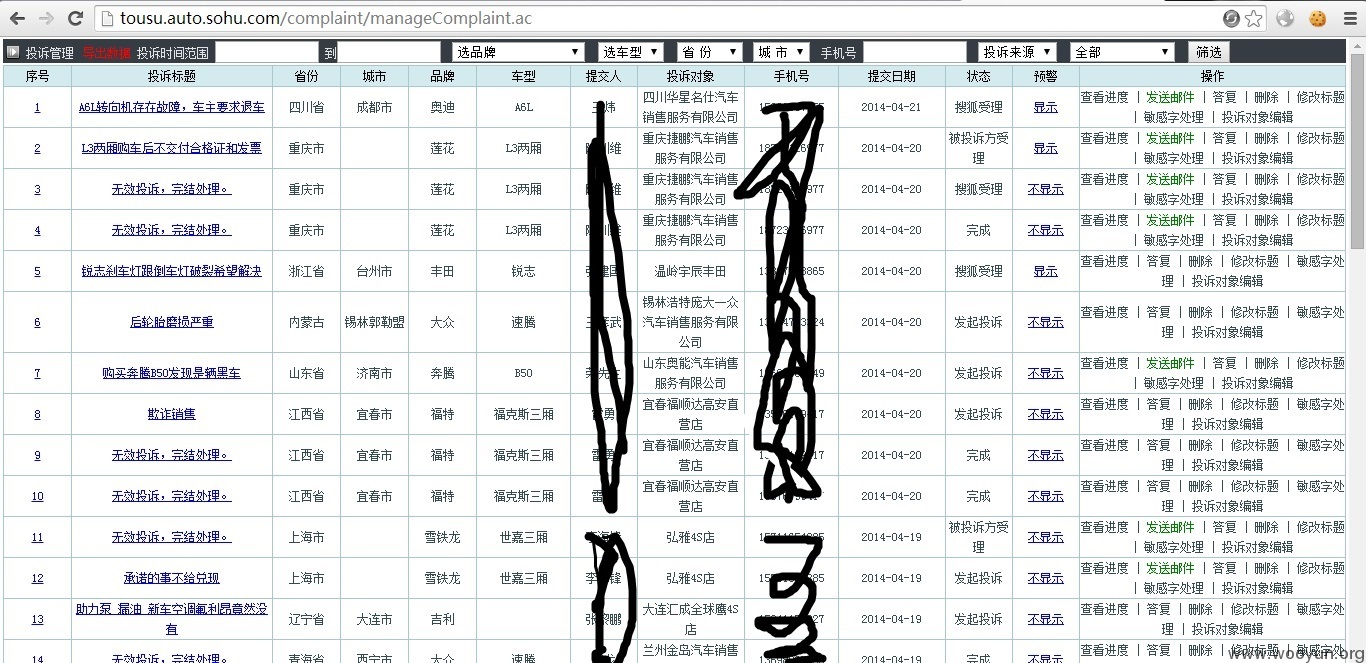 tousu.auto.sohu.com/complaint/manageComplaint.ac
投诉管理 导出数据 投诉时间范围 到 选品牌 选车型 省份 城市 手机号 投诉来源 全部 筛选
序号 投诉标题 省份 城市 品牌 车型 提交人 投诉对象 手机号 提交日期 状态 预警 操作
1 A6L转向机存在故障，车主要求退车 四川省 成都市 奥迪 A6L 四川华星名仕汽车销售服务有限公司 2014-04-21 搜狐受理 显示 查看进度 | 发送邮件 | 答复 | 删除 | 修改标题 | 敏感字处理 | 投诉对象编辑
2 L3两厢购车后不交付合格证和发票 重庆市 莲花 L3两厢 重庆捷鹏汽车销售服务有限公司 2014-04-20 被投诉方受理 显示 查看进度 | 发送邮件 | 答复 | 删除 | 修改标题 | 敏感字处理 | 投诉对象编辑
3 无效投诉，完结处理。 重庆市 莲花 L3两厢 重庆捷鹏汽车销售服务有限公司 2014-04-20 搜狐受理 不显示 查看进度 | 发送邮件 | 答复 | 删除 | 修改标题 | 敏感字处理 | 投诉对象编辑
4 无效投诉，完结处理。 重庆市 莲花 L3两厢 重庆捷鹏汽车销售服务有限公司 2014-04-20 完成 不显示 查看进度 | 发送邮件 | 答复 | 删除 | 修改标题 | 敏感字处理 | 投诉对象编辑
5 锐志刹车灯跟倒车灯破裂希望解决 浙江省 台州市 丰田 锐志 温岭宇辰丰田 2014-04-20 搜狐受理 显示 查看进度 | 答复 | 删除 | 修改标题 | 敏感字处理 | 投诉对象编辑
6 后轮胎磨损严重 内蒙古 锡林郭勒盟 大众 速腾 锡林浩特庞大一众汽车销售服务有限公司 2014-04-20 发起投诉 不显示 查看进度 | 答复 | 删除 | 修改标题 | 敏感字处理 | 投诉对象编辑
7 购买奔腾B50发现是辆黑车 山东省 济南市 奔腾 B50 山东奥能汽车销售服务有限公司 2014-04-20 发起投诉 不显示 查看进度 | 发送邮件 | 答复 | 删除 | 修改标题 | 敏感字处理 | 投诉对象编辑
8 欺诈销售 江西省 宜春市 福特 福克斯三厢 宜春福顺达高安直营店 2014-04-20 发起投诉 不显示 查看进度 | 答复 | 删除 | 修改标题 | 敏感字处理 | 投诉对象编辑
9 无效投诉，完结处理。 江西省 宜春市 福特 福克斯三厢 宜春福顺达高安直营店 2014-04-20 完成 不显示 查看进度 | 答复 | 删除 | 修改标题 | 敏感字处理 | 投诉对象编辑
10 无效投诉，完结处理。 江西省 宜春市 福特 福克斯三厢 宜春福顺达高安直营店 2014-04-20 完成 不显示 查看进度 | 答复 | 删除 | 修改标题 | 敏感字处理 | 投诉对象编辑
11 无效投诉，完结处理。 上海市 雪铁龙 世嘉三厢 弘雅4S店 2014-04-19 被投诉方受理 不显示 查看进度 | 发送邮件 | 答复 | 删除 | 修改标题 | 敏感字处理 | 投诉对象编辑
12 承诺的事不给兑现 上海市 雪铁龙 世嘉三厢 弘雅4S店 2014-04-19 发起投诉 不显示 查看进度 | 发送邮件 | 答复 | 删除 | 修改标题 | 敏感字处理 | 投诉对象编辑
13 助力泵 漏油 新车空调氟利昂竟然没有 辽宁省 大连市 吉利 大连汇成全球鹰4S店 2014-04-19 发起投诉 不显示 查看进度 | 答复 | 删除 | 修改标题 | 敏感字处理 | 投诉对象编辑
14 无效投诉，完结处理。 青海省 西宁市 大众 速腾 兰州金岛汽车销售 2014-04-19 完成 不显示 查看进度 | 答复 | 删除 | 修改标题 | 敏感字处
www.wooyun.org